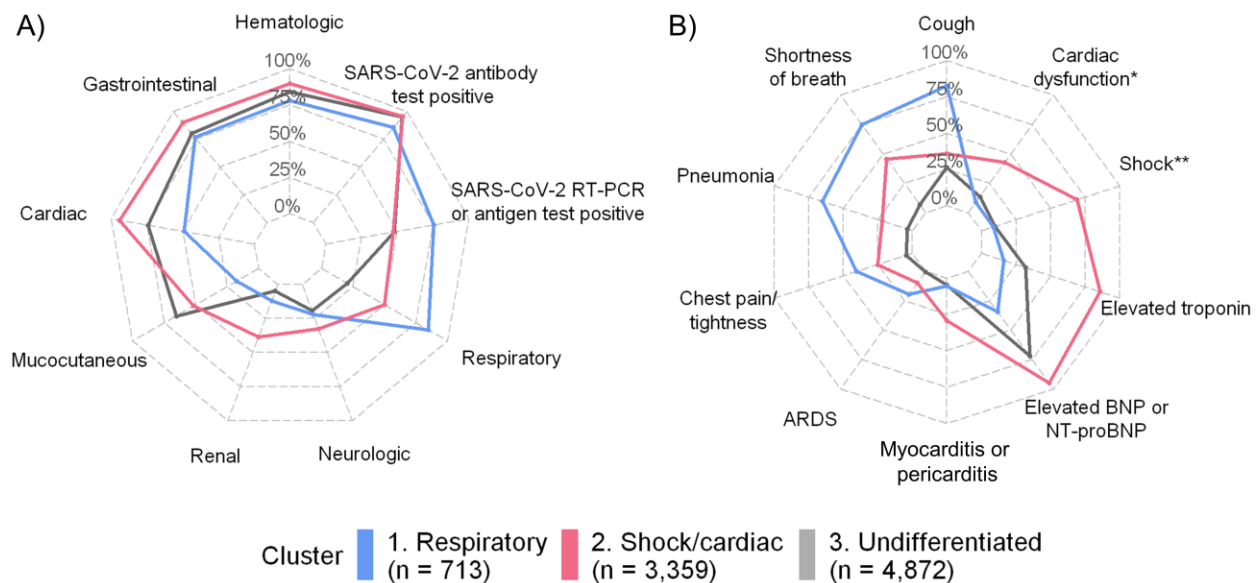 A)
Hematologic
100%
75%
50%
25%
0%
SARS-CoV-2 antibody
test positive
SARS-CoV-2 RT-PCR
or antigen test positive
Respiratory
Neurologic
Renal
Mucocutaneous
Cardiac
Gastrointestinal
B)
Cough
100%
75%
50%
25%
0%
Cardiac
dysfunction*
Shock**
Elevated troponin
Elevated BNP or
NT-proBNP
Myocarditis or
pericarditis
ARDS
Chest pain/
tightness
Pneumonia
Shortness
of breath
Cluster
1. Respiratory
(n = 713)
2. Shock/cardiac
(n = 3,359)
3. Undifferentiated
(n = 4,872)